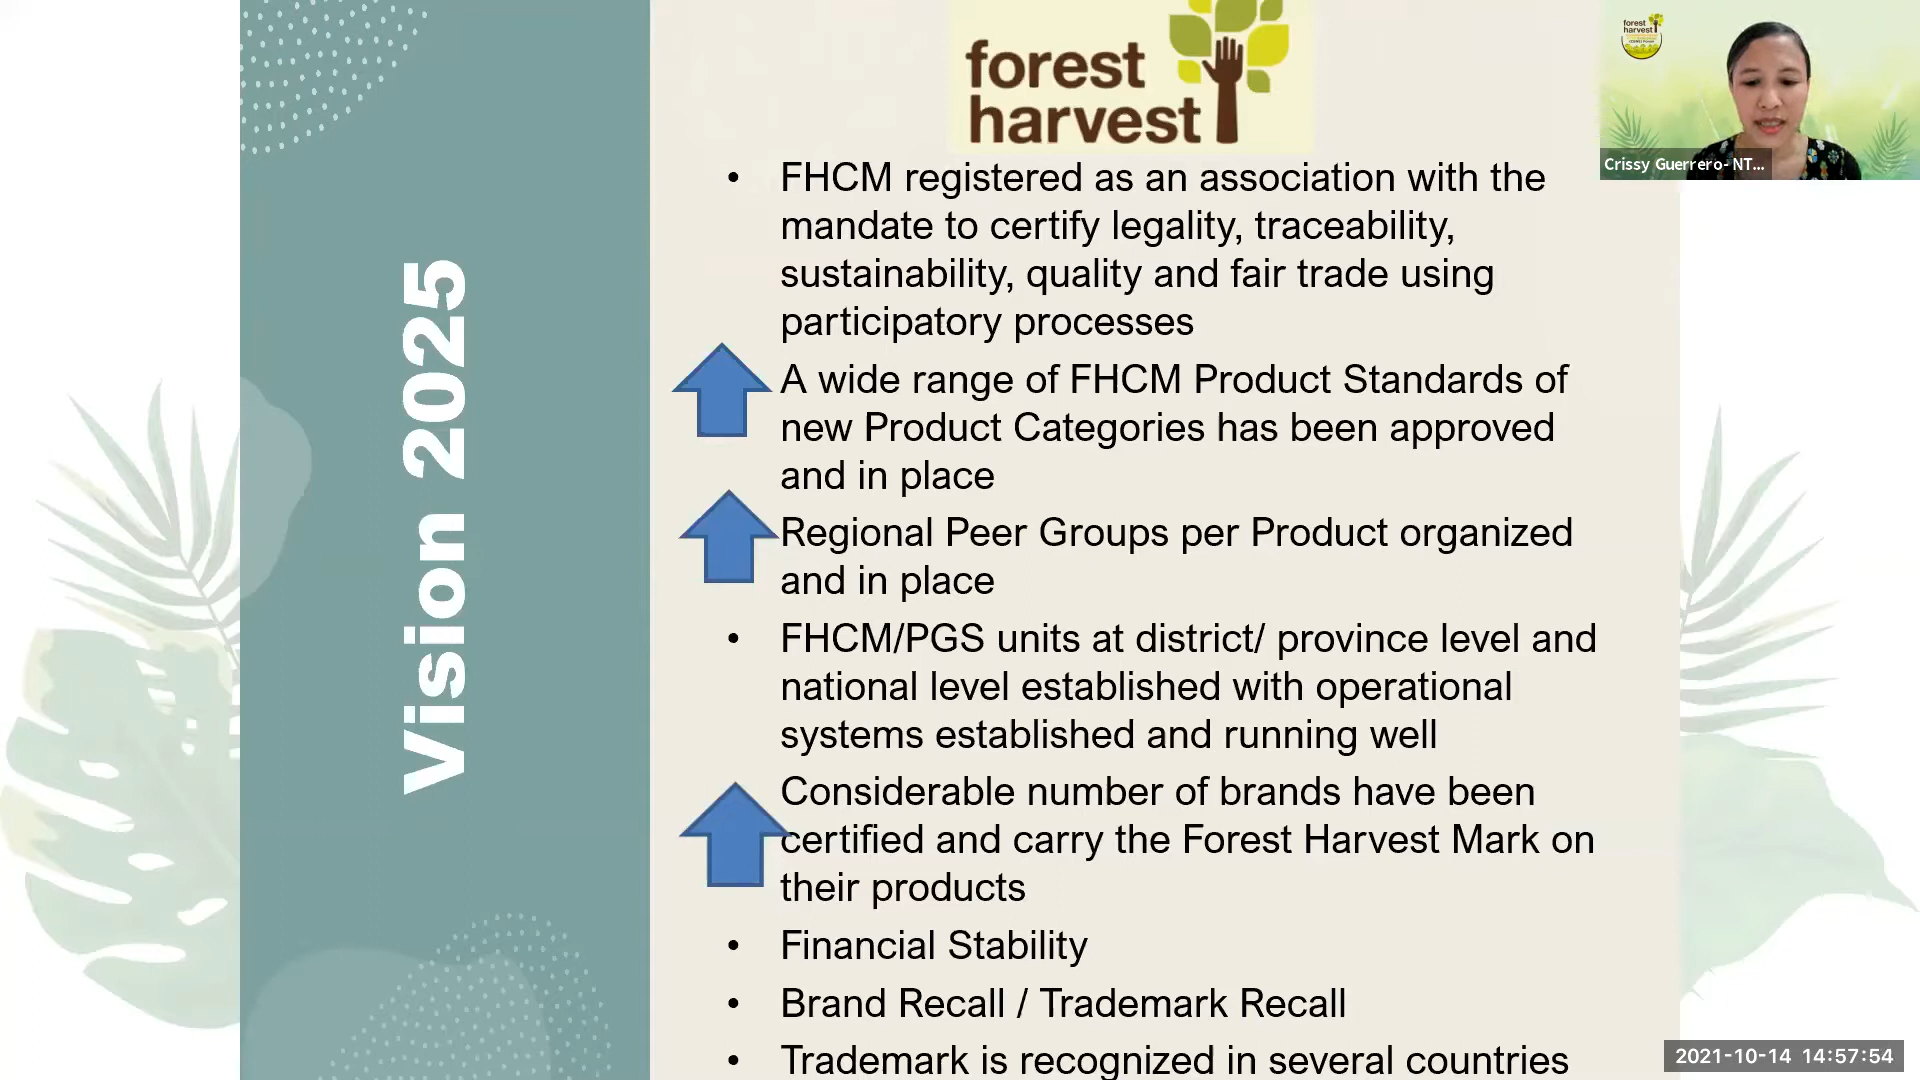 Vision 2025
forest
harvest
• FHCM registered as an association with the
mandate to certify legality, traceability,
sustainability, quality and fair trade using
participatory processes
A wide range of FHCM Product Standards of
new Product Categories has been approved
and in place
Regional Peer Groups per Product organized
and in place
• FHCM/PGS units at district/ province level and
national level established with operational
systems established and running well
Considerable number of brands have been
certified and carry the Forest Harvest Mark on
their products
• Financial Stability
• Brand Recall / Trademark Recall
• Trademark is recognized in several countries
forest
harvest
Crissy Guerrero- NT...
2021-10-14 14:57:54